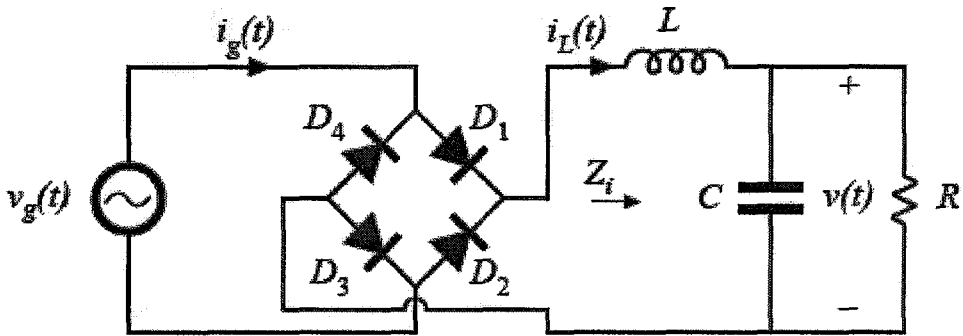 i_g(t)
i_L(t)
L
D_4
D_1
+
v_g(t)
Z_i
C
v(t)
R
D_3
D_2
−